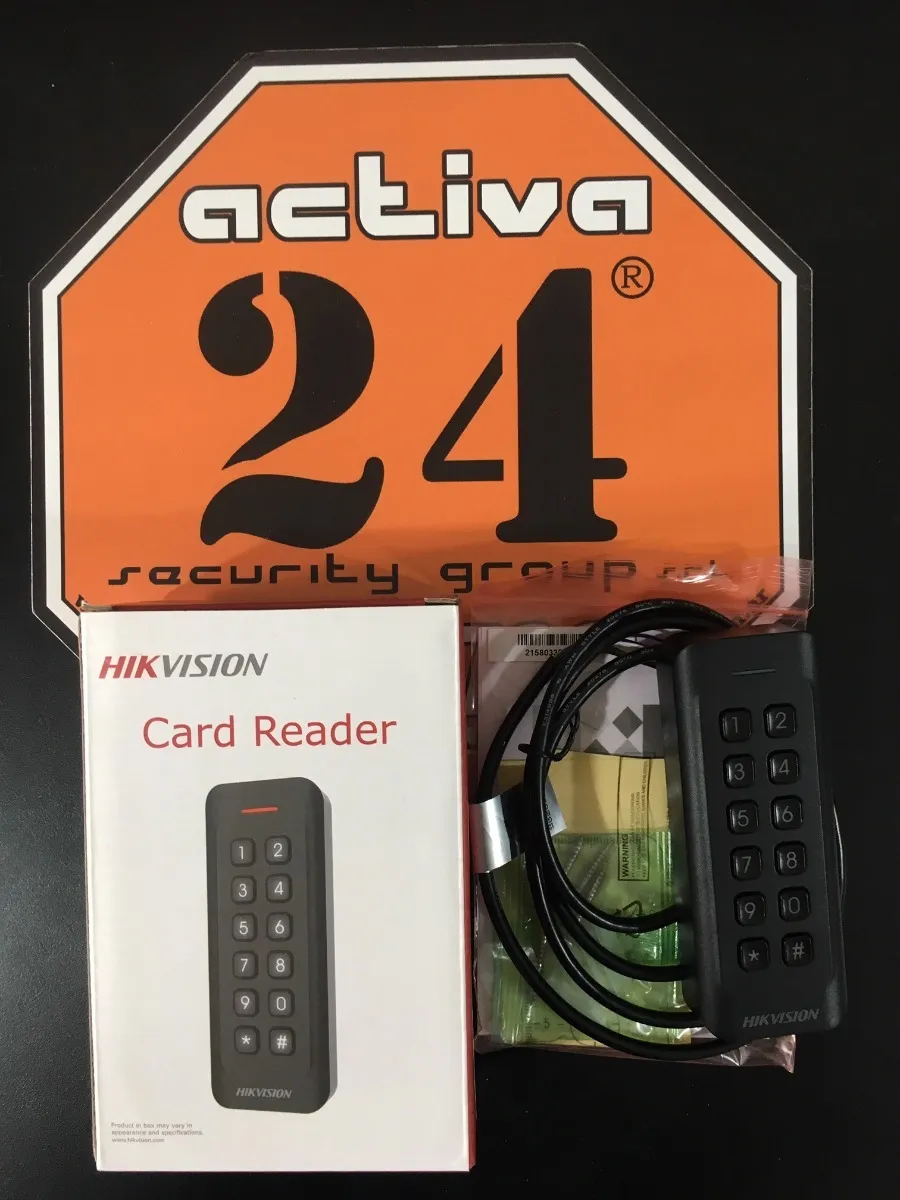 activa
24®
security group srl
HIKVISION
Card Reader
1 2
3 4
5 6
7 8
9 0
* #
HIKVISION
Product in box may vary in
appearance and specifications.
www.hikvision.com
WARNING
1 2
3 4
5 6
7 8
9 0
* #
HIKVISION